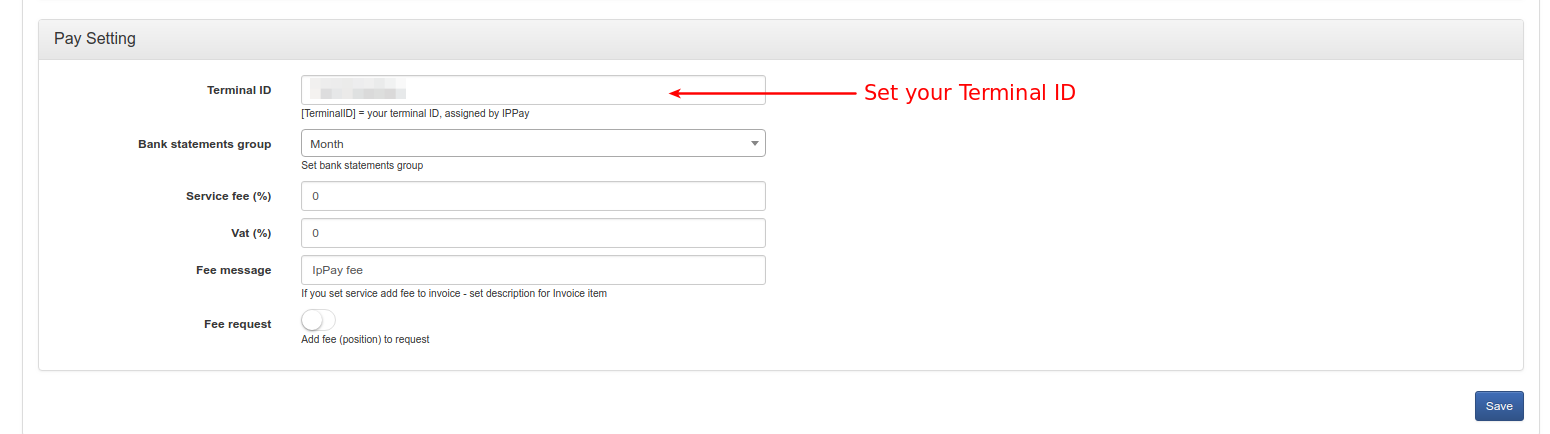 Pay Setting
Terminal ID
Set your Terminal ID
[TerminalID] = your terminal ID, assigned by IPPay
Bank statements group
Month
Set bank statements group
Service fee (%)
0
Vat (%)
0
Fee message
IpPay fee
If you set service add fee to invoice - set description for Invoice item
Fee request
Add fee (position) to request
Save